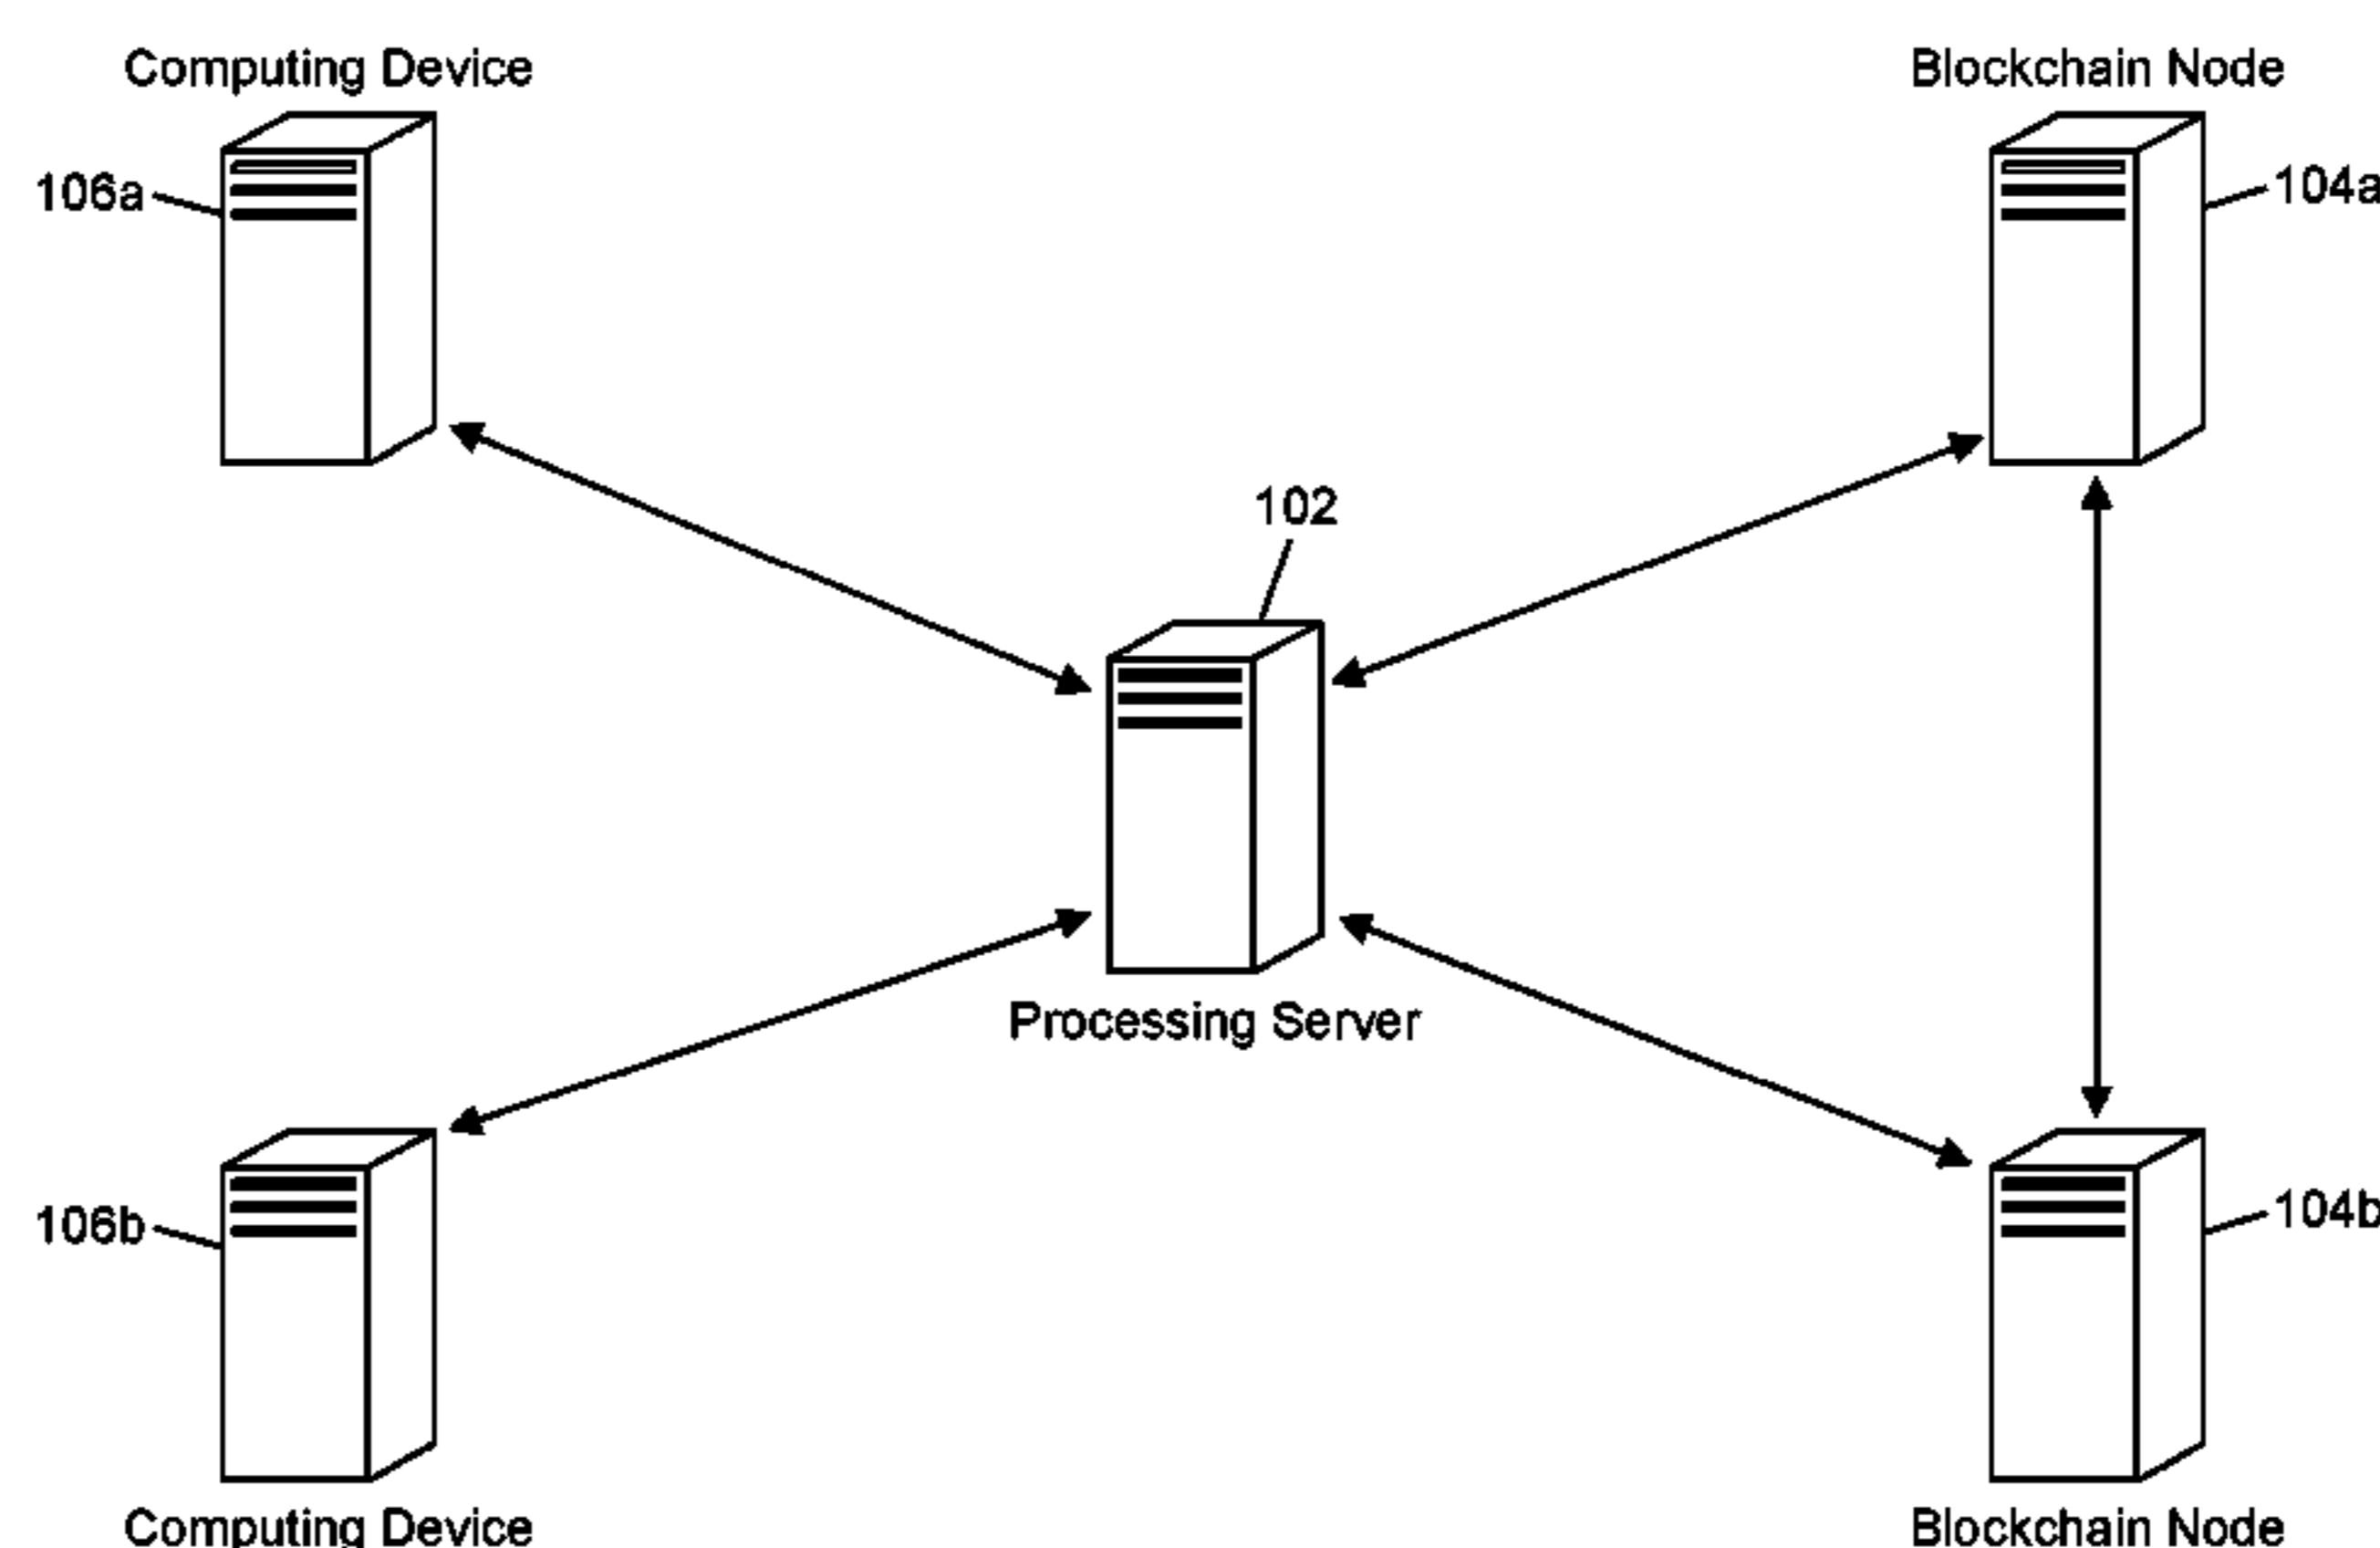 Computing Device
Blockchain Node
106a
104a
102
Processing Server
106b
104b
Computing Device
Blockchain Node